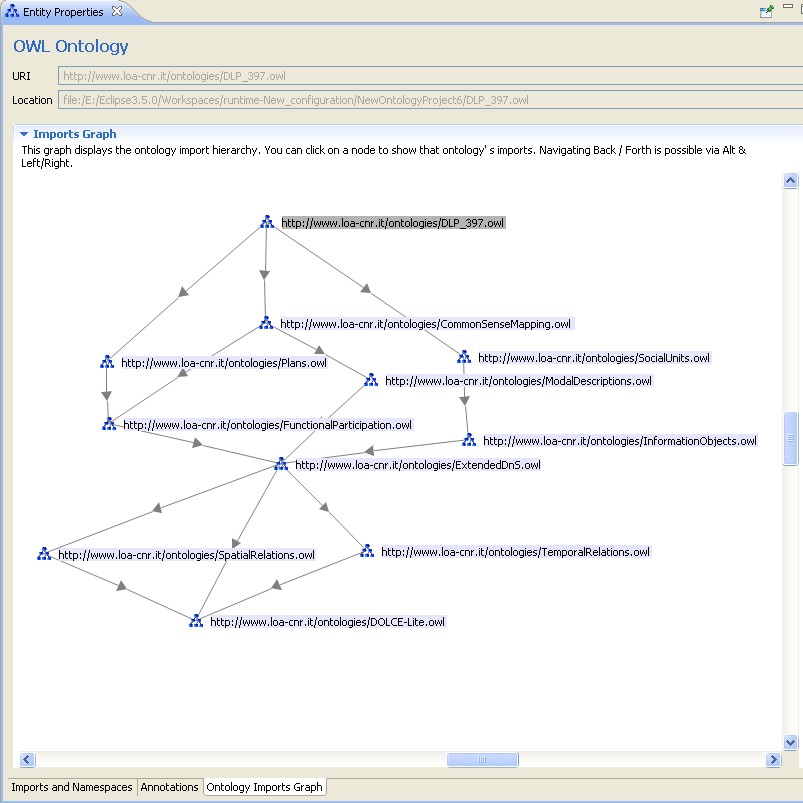 Entity Properties
OWL Ontology
URI http://www.loa-cnr.it/ontologies/DLP_397.owl
Location file:/E:/Eclipse3.5.0/Workspaces/runtime-New_configuration/NewOntologyProject6/DLP_397.owl
Imports Graph
This graph displays the ontology import hierarchy. You can click on a node to show that ontology' s imports. Navigating Back / Forth is possible via Alt &
Left/Right.
http://www.loa-cnr.it/ontologies/DLP_397.owl
http://www.loa-cnr.it/ontologies/CommonSenseMapping.owl
http://www.loa-cnr.it/ontologies/Plans.owl
http://www.loa-cnr.it/ontologies/SocialUnits.owl
http://www.loa-cnr.it/ontologies/ModalDescriptions.owl
http://www.loa-cnr.it/ontologies/FunctionalParticipation.owl
http://www.loa-cnr.it/ontologies/InformationObjects.owl
http://www.loa-cnr.it/ontologies/ExtendedDnS.owl
http://www.loa-cnr.it/ontologies/SpatialRelations.owl
http://www.loa-cnr.it/ontologies/TemporalRelations.owl
http://www.loa-cnr.it/ontologies/DOLCE-Lite.owl
Imports and Namespaces Annotations Ontology Imports Graph